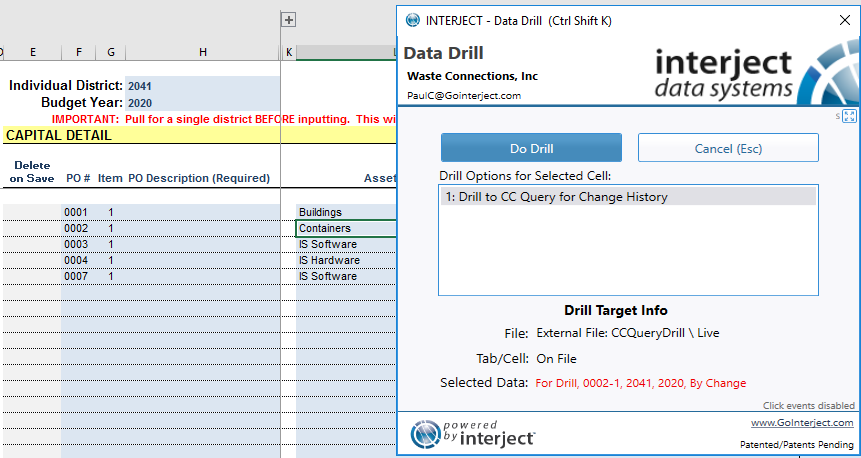 E F G H K L
Individual District: 2041
Budget Year: 2020
IMPORTANT: Pull for a single district BEFORE inputting. This wi
CAPITAL DETAIL
Delete
on Save PO # Item PO Description (Required) Asset
0001 1 Buildings
0002 1 Containers
0003 1 IS Software
0004 1 IS Hardware
0007 1 IS Software
INTERJECT - Data Drill (Ctrl Shift K)
Data Drill
Waste Connections, Inc
PaulC@GoInterject.com
interject
data systems
S
Do Drill Cancel (Esc)
Drill Options for Selected Cell:
1: Drill to CC Query for Change History
Drill Target Info
File: External File: CCQueryDrill \ Live
Tab/Cell: On File
Selected Data: For Drill, 0002-1, 2041, 2020, By Change
Click events disabled
powered
by interject
www.GoInterject.com
Patented/Patents Pending